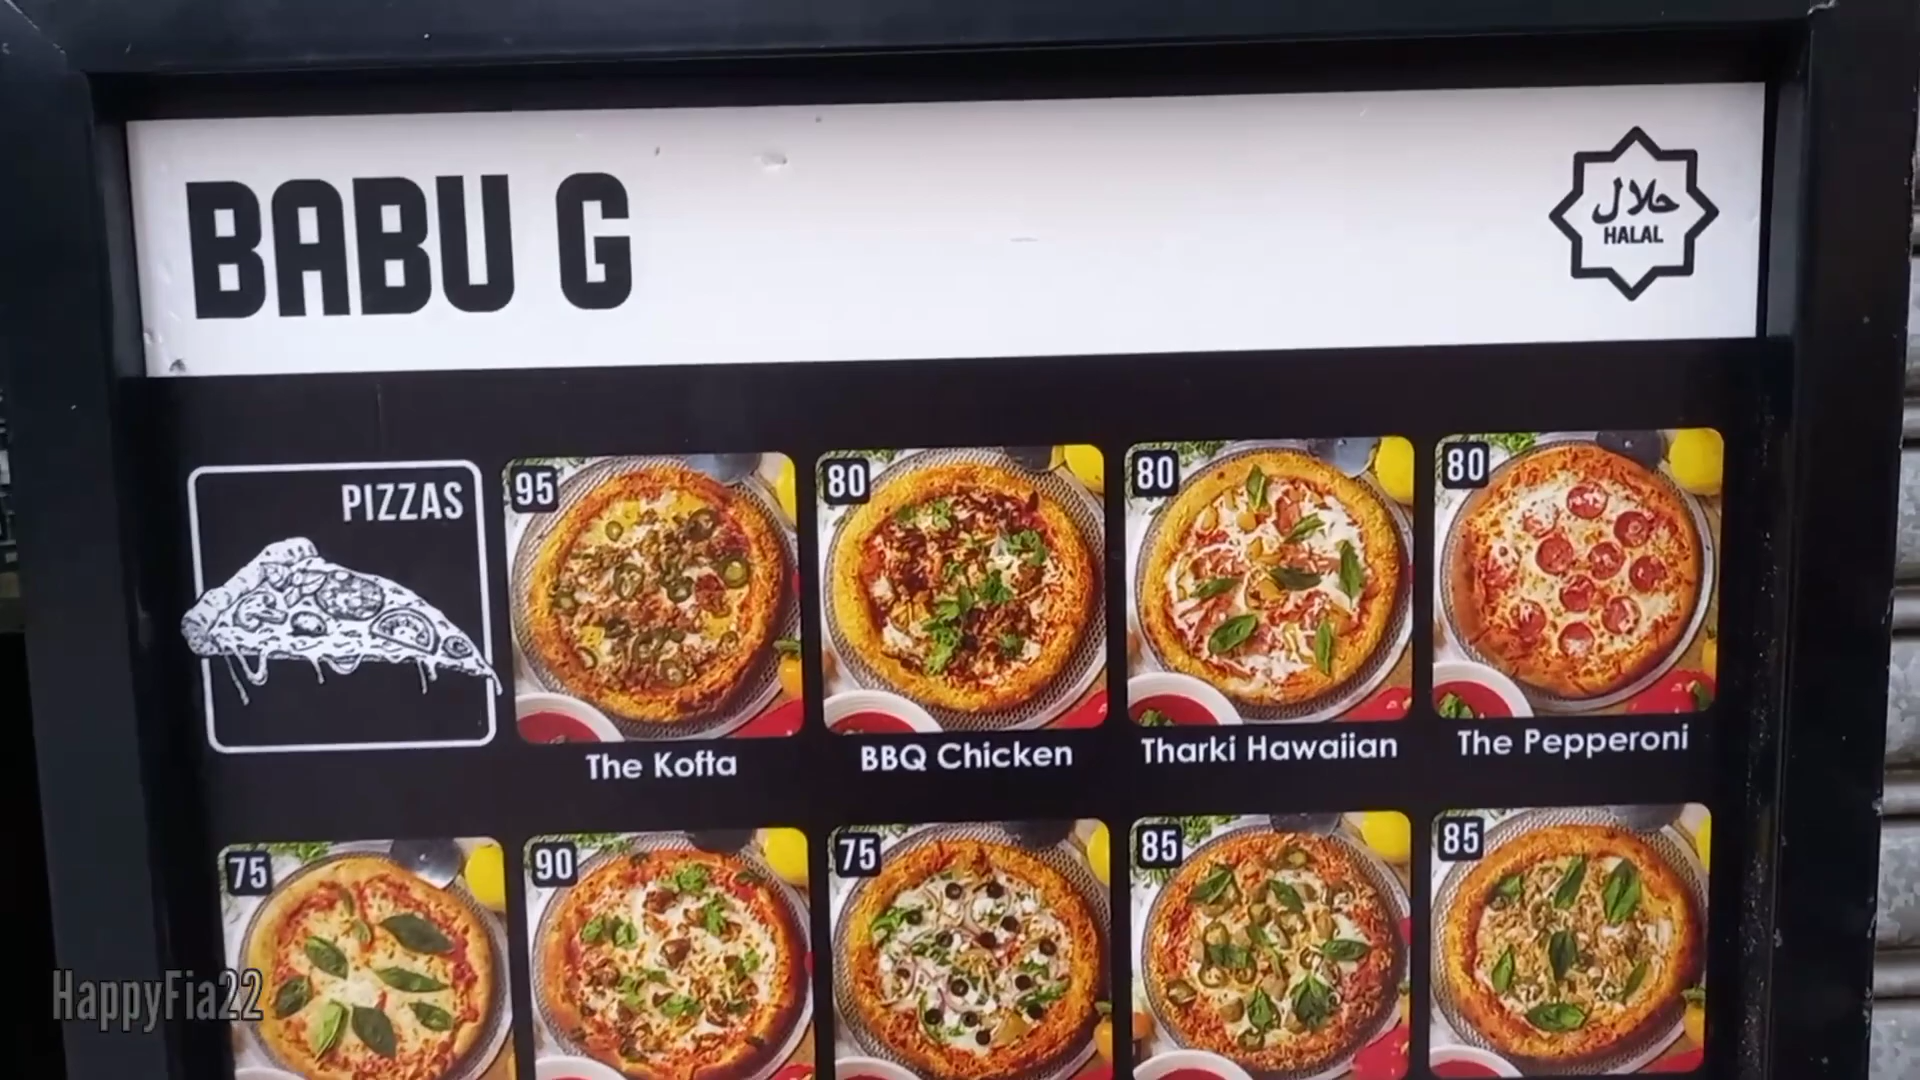 BABU G
حلال
HALAL
PIZZAS
95
80
80
80
The Kofta
BBQ Chicken
Tharki Hawaiian
The Pepperoni
75
90
75
85
85
HappyFia22